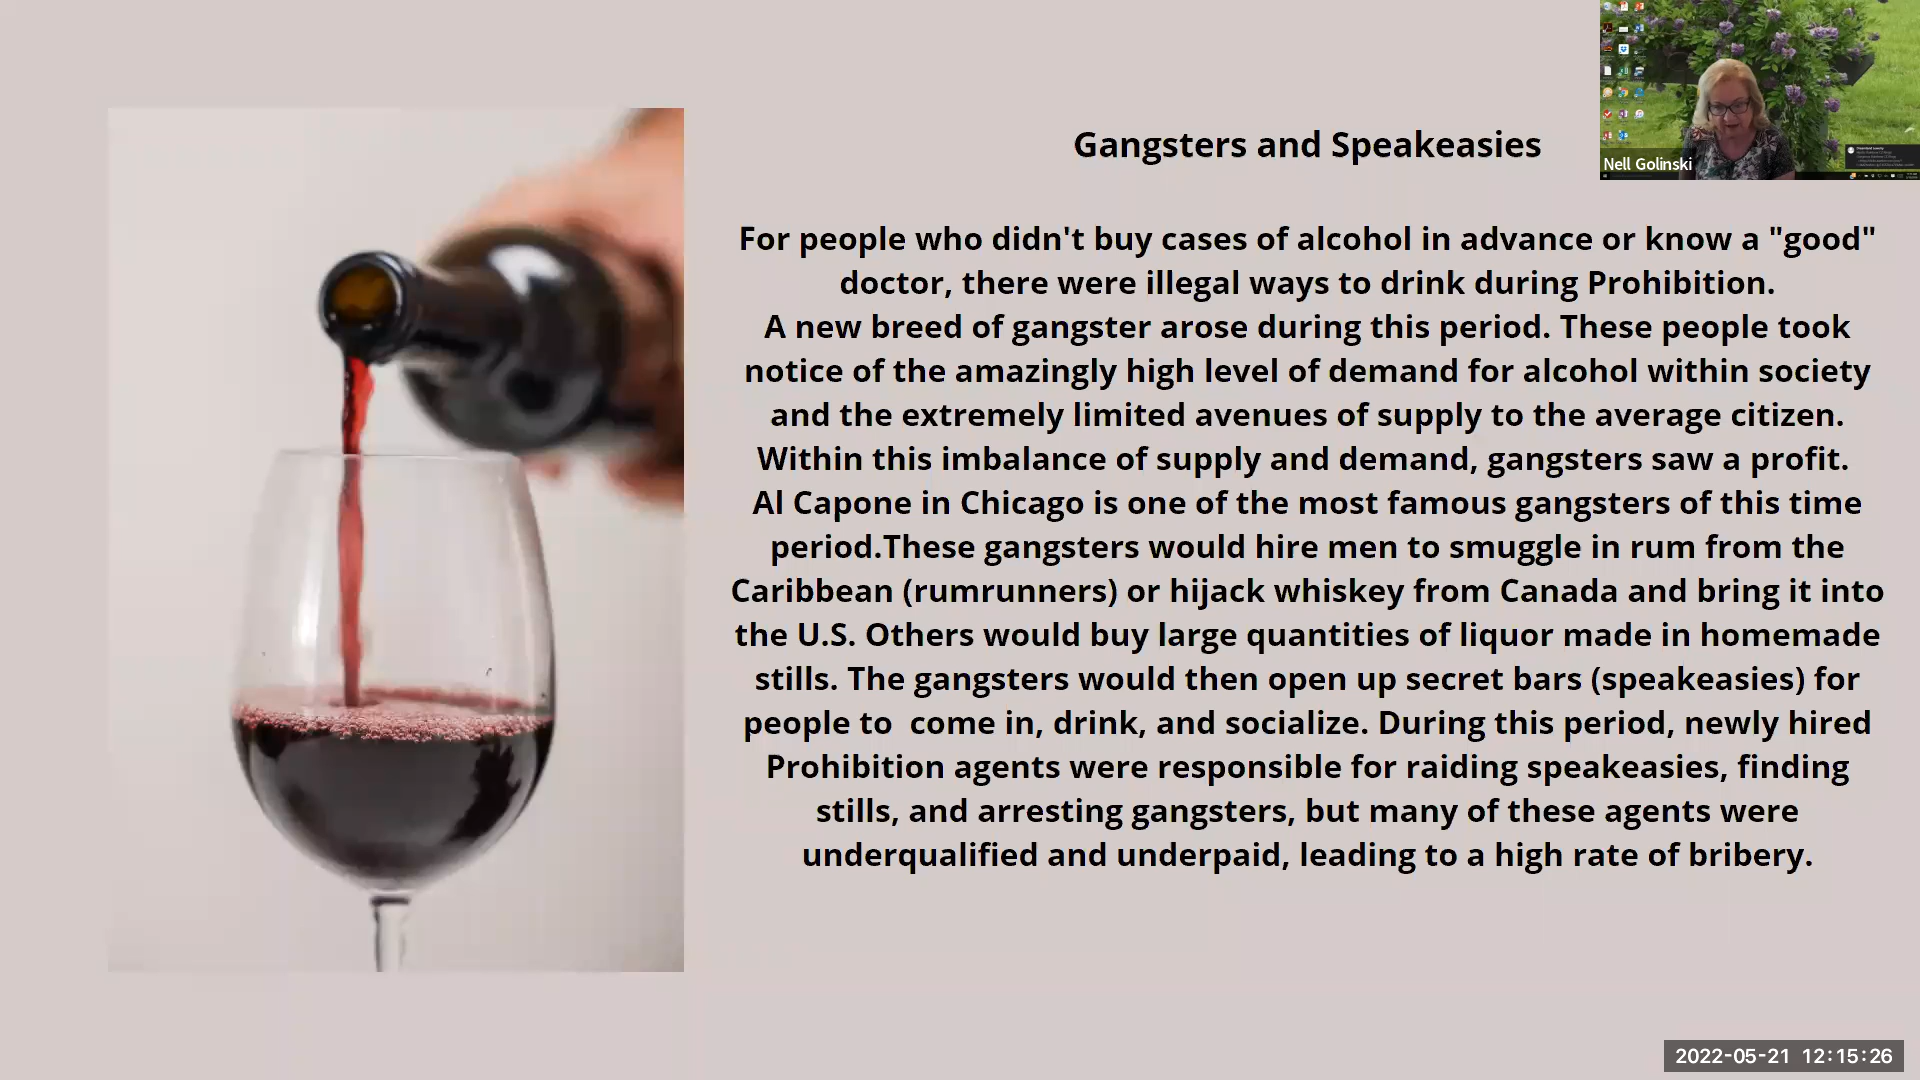 Gangsters and Speakeasies
For people who didn't buy cases of alcohol in advance or know a "good"
doctor, there were illegal ways to drink during Prohibition.
A new breed of gangster arose during this period. These people took
notice of the amazingly high level of demand for alcohol within society
and the extremely limited avenues of supply to the average citizen.
Within this imbalance of supply and demand, gangsters saw a profit.
Al Capone in Chicago is one of the most famous gangsters of this time
period.These gangsters would hire men to smuggle in rum from the
Caribbean (rumrunners) or hijack whiskey from Canada and bring it into
the U.S. Others would buy large quantities of liquor made in homemade
stills. The gangsters would then open up secret bars (speakeasies) for
people to  come in, drink, and socialize. During this period, newly hired
Prohibition agents were responsible for raiding speakeasies, finding
stills, and arresting gangsters, but many of these agents were
underqualified and underpaid, leading to a high rate of bribery.
Nell Golinski
2022-05-21 12:15:26